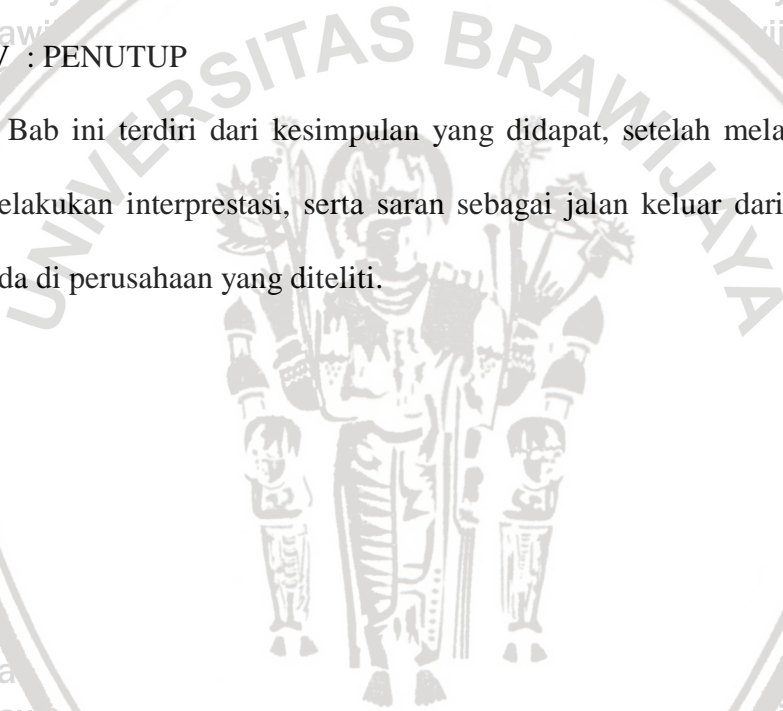 V : PENUTUP
Bab ini terdiri dari kesimpulan yang didapat, setelah mela
elakukan interprestasi, serta saran sebagai jalan keluar dari
da di perusahaan yang diteliti.
UNIVERSITAS BRAWIJAYA